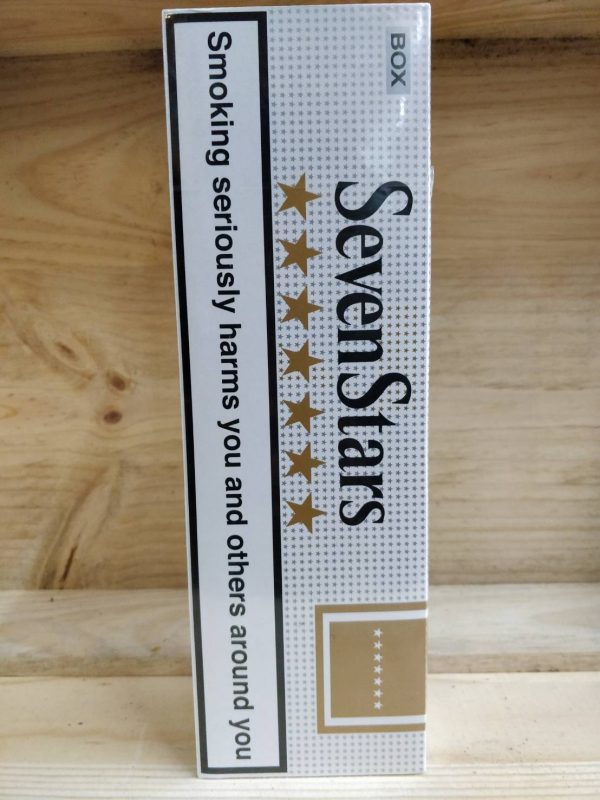 BOX
SevenStars
Smoking seriously harms you and others around you